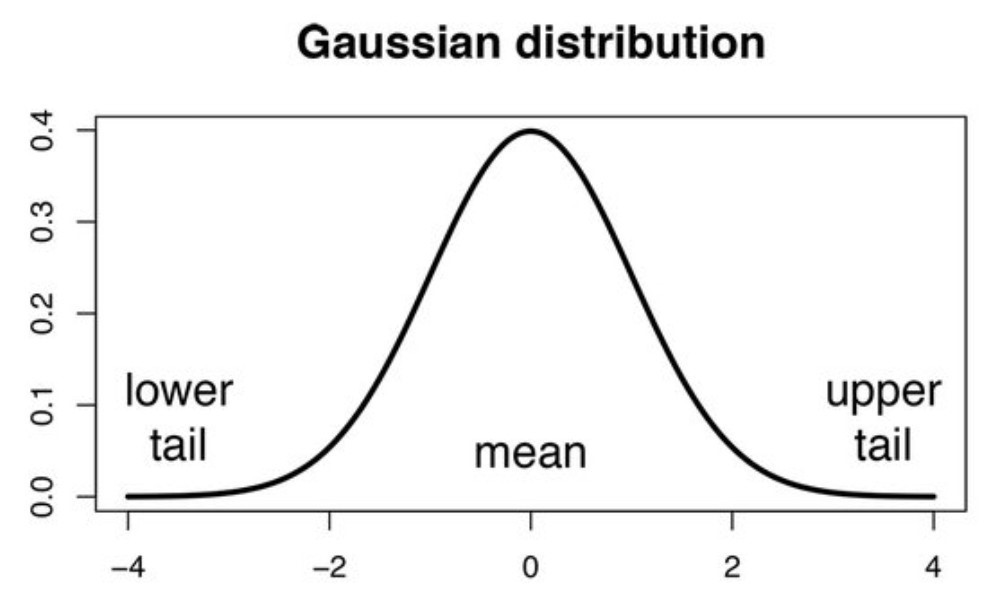 Gaussian distribution
0.4
0.3
0.2
0.1
0.0
lower
tail
mean
upper
tail
−4
−2
0
2
4